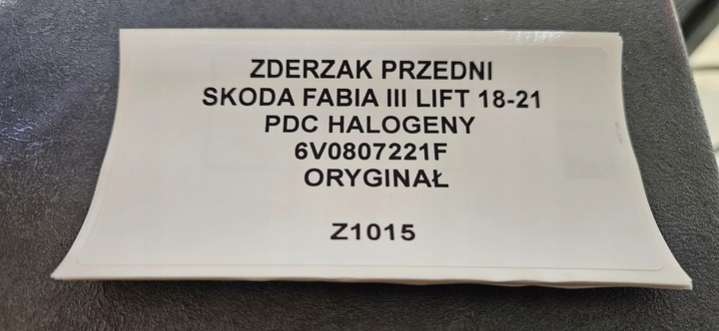 ZDERZAK PRZEDNI
SKODA FABIA III LIFT 18-21
PDC HALOGENY
6V0807221F
ORYGINAŁ
Z1015